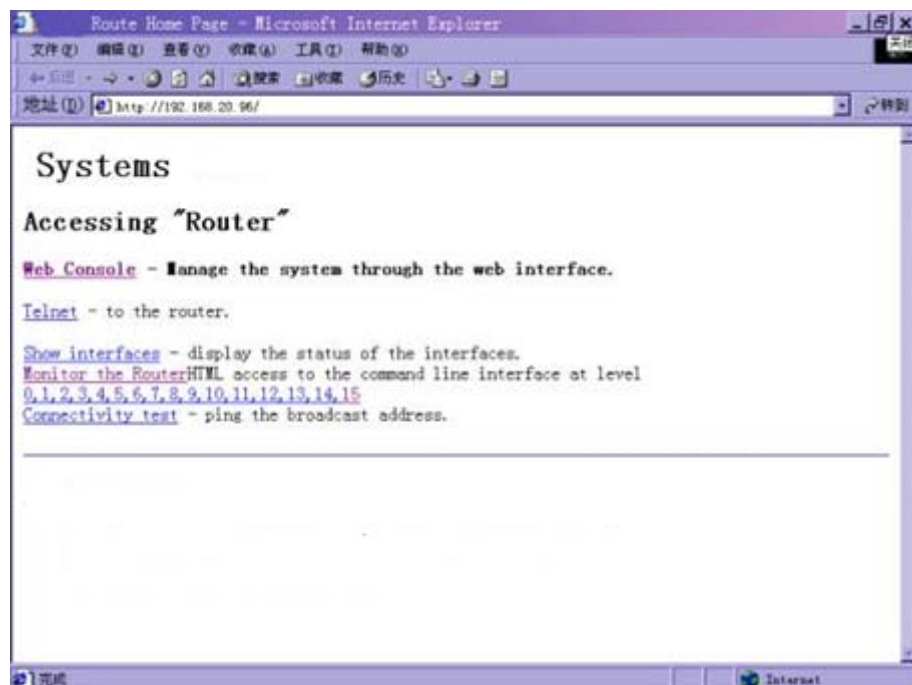 Route Home Page - Microsoft Internet Explorer
文件(F) 编辑(E) 查看(V) 收藏(A) 工具(T) 帮助(H)
后退 搜索 收藏 历史
地址(D) http://192.168.20.96/ 转到
Systems
Accessing "Router"
Web Console - Manage the system through the web interface.
Telnet - to the router.
Show interfaces - display the status of the interfaces.
Monitor the RouterHTML access to the command line interface at level
0,1,2,3,4,5,6,7,8,9,10,11,12,13,14,15
Connectivity test - ping the broadcast address.
完成 Internet